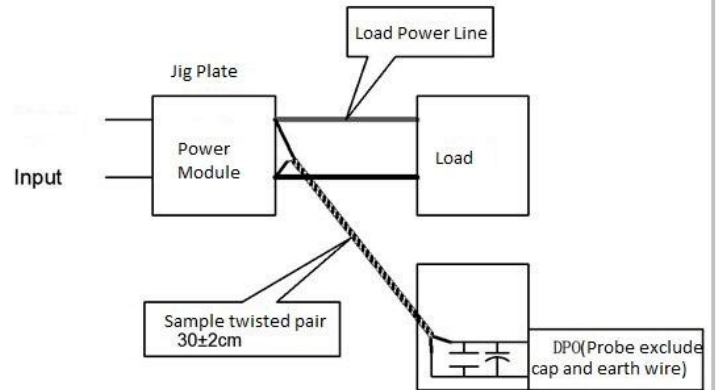 Load Power Line
Jig Plate
Power
Module
Load
Input
Sample twisted pair
30±2cm
DPO(Probe exclude
cap and earth wire)